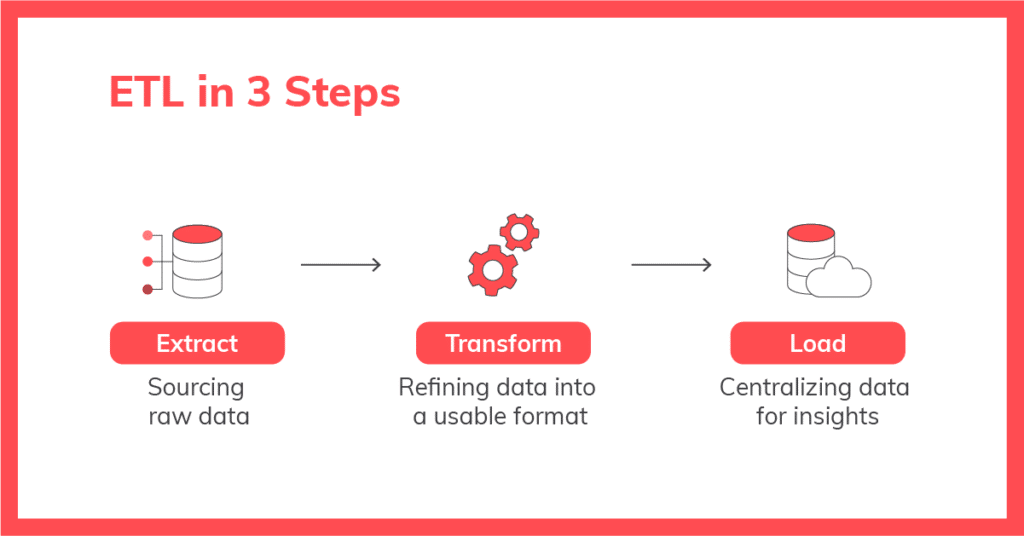 ETL in 3 Steps
Extract
Sourcing
raw data
Transform
Refining data into
a usable format
Load
Centralizing data
for insights